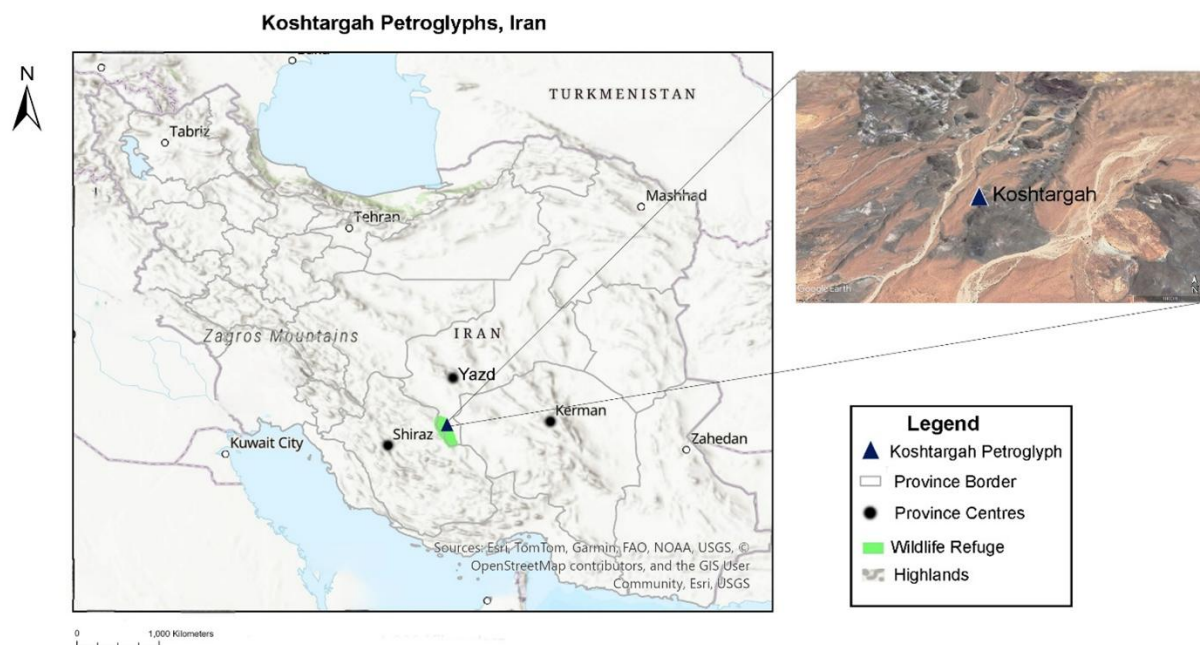 Koshtargah Petroglyphs, Iran
N
TURKMENISTAN
Tabriz
Mashhad
Tehran
Zagros Mountains
IRAN
Yazd
Kerman
Shiraz
Kuwait City
Zahedan
Sources: Esri, TomTom, Garmin, FAO, NOAA, USGS, ©
OpenStreetMap contributors, and the GIS User
Community, Esri, USGS
0 1,000 Kilometers
Koshtargah
Google Earth
N
Legend
Koshtargah Petroglyph
Province Border
Province Centres
Wildlife Refuge
Highlands